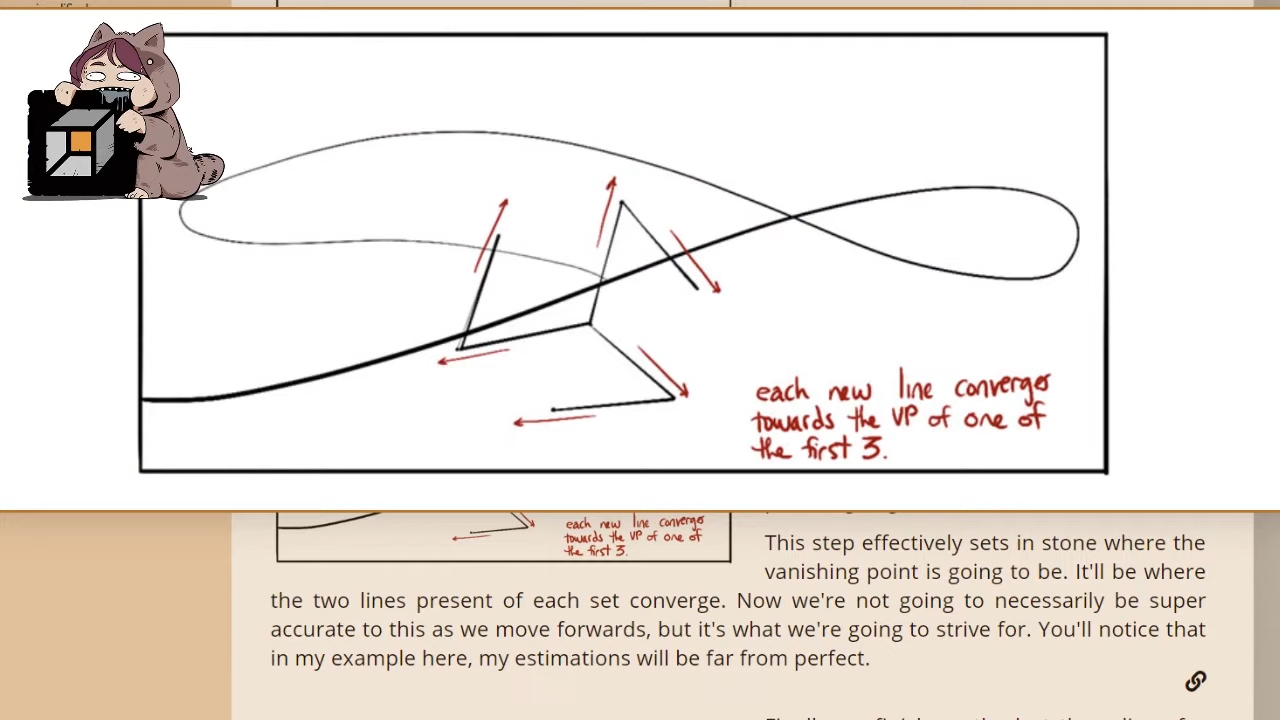 each new line converges
towards the VP of one of
the first 3.
each new line converges
towards the VP of one of
the first 3.
This step effectively sets in stone where the
vanishing point is going to be. It'll be where
the two lines present of each set converge. Now we're not going to necessarily be super
accurate to this as we move forwards, but it's what we're going to strive for. You'll notice that
in my example here, my estimations will be far from perfect.